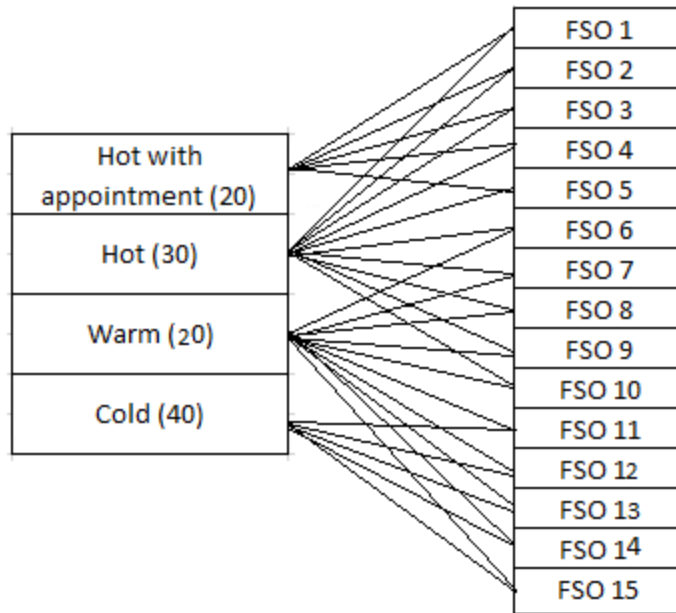 Hot with
appointment (20)
Hot (30)
Warm (20)
Cold (40)
FSO 1
FSO 2
FSO 3
FSO 4
FSO 5
FSO 6
FSO 7
FSO 8
FSO 9
FSO 10
FSO 11
FSO 12
FSO 13
FSO 14
FSO 15